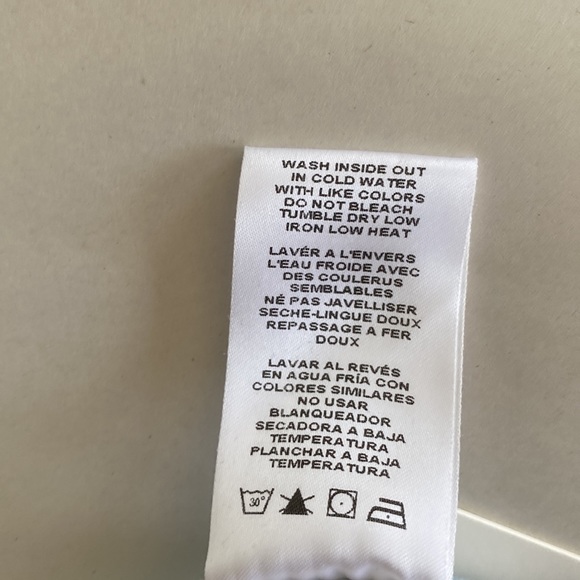 WASH INSIDE OUT
IN COLD WATER
WITH LIKE COLORS
DO NOT BLEACH
TUMBLE DRY LOW
IRON LOW HEAT
LAVÉR A L'ENVERS
L'EAU FROIDE AVEC
DES COULERUS
SEMBLABLES
NÉ PAS JAVELLISER
SECHE-LINGUE DOUX
REPASSAGE A FER
DOUX
LAVAR AL REVÉS
EN AGUA FRÍA CON
COLORES SIMILARES
NO USAR
BLANQUEADOR
SECADORA A BAJA
TEMPERATURA
PLANCHAR A BAJA
TEMPERATURA
30°